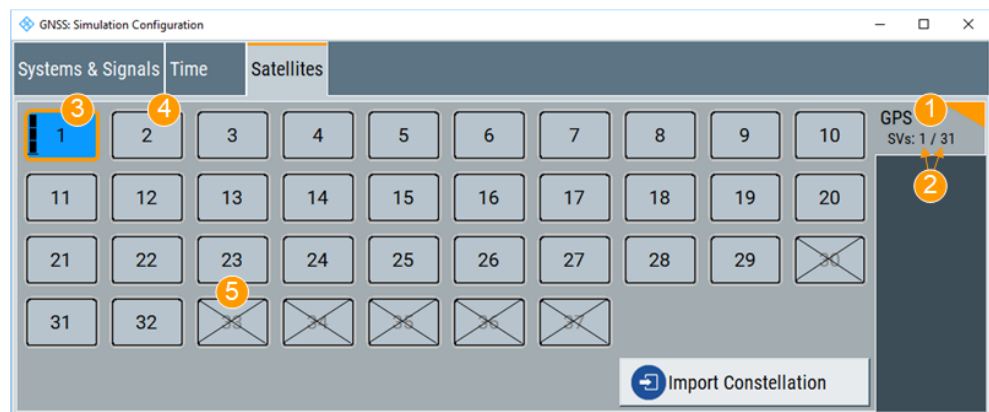 GNSS: Simulation Configuration
Systems & Signals Time Satellites
3 4 1
1 2 3 4 5 6 7 8 9 10 GPS
SVs: 1 / 31
2
11 12 13 14 15 16 17 18 19 20
21 22 23 24 25 26 27 28 29 30
5
31 32 33 34 35 36 37
Import Constellation